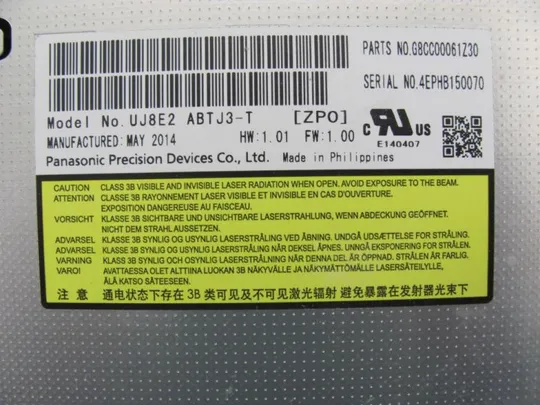 PARTS NO.G8CC00061Z30
SERIAL NO.4EPHB150070
Model No.UJ8E2 ABTJ3-T [ZPO]
MANUFACTURED:MAY 2014 HW:1.01 FW:1.00
C UR US
E140407
Panasonic Precision Devices Co., Ltd. Made in Philippines
CAUTION CLASS 3B VISIBLE AND INVISIBLE LASER RADIATION WHEN OPEN. AVOID EXPOSURE TO THE BEAM.
ATTENTION CLASSE 3B RAYONNEMENT LASER VISIBLE ET INVISIBLE EN CAS D'OUVERTURE.
EXPOSITION DANGEREUSE AU FAISCEAU.
VORSICHT KLASSE 3B SICHTBARE UND UNSICHTBARE LASERSTRAHLUNG, WENN ABDECKUNG GEÖFFNET.
NICHT DEM STRAHL AUSSETZEN.
ADVARSEL KLASSE 3B SYNLIG OG USYNLIG LASERSTRÅLING VED ÅBNING. UNDGÅ UDSÆTTELSE FOR STRÅLING.
ADVARSEL KLASSE 3B SYNLIG OG USYNLIG LASERSTRÅLING NÅR DEKSEL ÅPNES. UNNGÅ EKSPONERING FOR STRÅLEN.
VARNING KLASS 3B SYNLIG OCH OSYNLIG LASERSTRÅLNING NÄR DENNA DEL ÄR ÖPPNAD. STRÅLEN ÄR FARLIG.
VARO! AVATTAESSA OLET ALTTIINA LUOKAN 3B NÄKYVÄLLE JA NÄKYMÄTTÖMÄLLE LASERSÄTEILYLLE,
ÄLÄ KATSO SÄTEESEEN.
注 意 通电状态下存在 3B 类可见及不可见激光辐射 避免暴露在发射器光束下